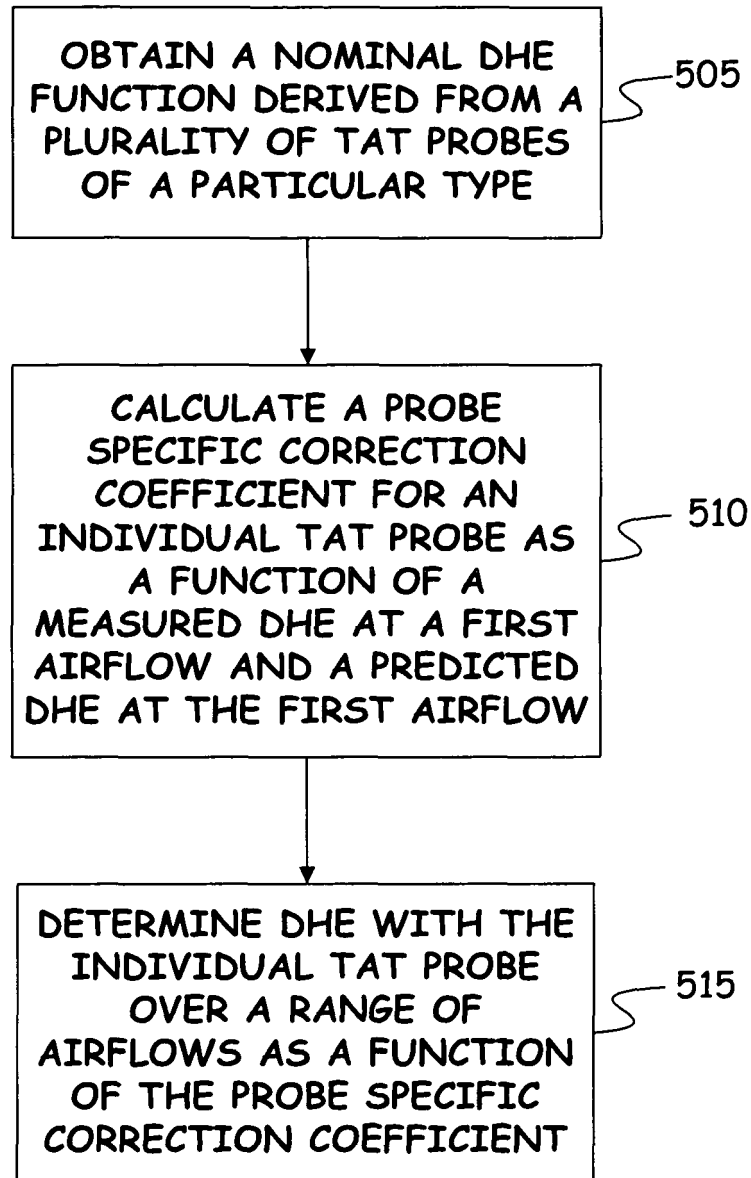 OBTAIN A NOMINAL DHE
FUNCTION DERIVED FROM A
PLURALITY OF TAT PROBES
OF A PARTICULAR TYPE
505
CALCULATE A PROBE
SPECIFIC CORRECTION
COEFFICIENT FOR AN
INDIVIDUAL TAT PROBE AS
A FUNCTION OF A
MEASURED DHE AT A FIRST
AIRFLOW AND A PREDICTED
DHE AT THE FIRST AIRFLOW
510
DETERMINE DHE WITH THE
INDIVIDUAL TAT PROBE
OVER A RANGE OF
AIRFLOWS AS A FUNCTION
OF THE PROBE SPECIFIC
CORRECTION COEFFICIENT
515